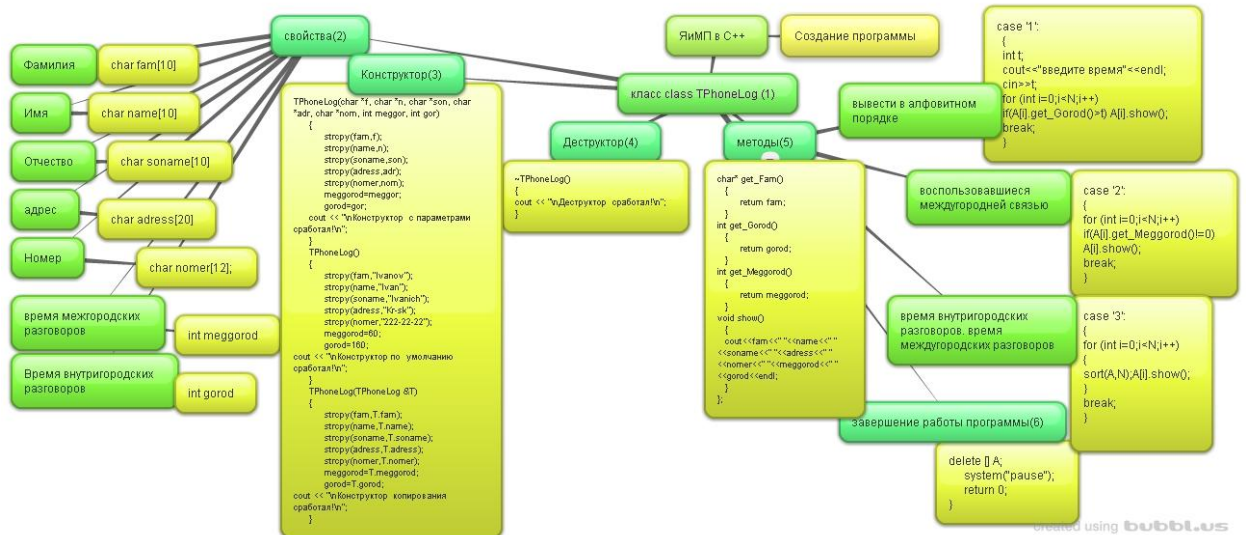 свойства(2)
Фамилия
char fam[10]
Имя
char name[10]
Отчество
char soname[10]
адрес
char adress[20]
Номер
char nomer[12];
время межгородских
разговоров
int meggorod
Время внутригородских
разговоров
int gorod
Конструктор(3)
TPhoneLog(char *f, char *n, char *son, char
*adr, char *nom, int meggor, int gor)
{
strcpy(fam,f);
strcpy(name,n);
strcpy(soname,son);
strcpy(adress,adr);
strcpy(nomer,nom);
meggorod=meggor;
gorod=gor;
cout << "\nКонструктор с параметрами
сработал!\n";
}
TPhoneLog()
{
strcpy(fam,"Ivanov");
strcpy(name,"Ivan");
strcpy(soname,"Ivanich");
strcpy(adress,"Kr-sk");
strcpy(nomer,"222-22-22");
meggorod=60;
gorod=160;
cout << "\nКонструктор по умолчанию
сработал!\n";
}
TPhoneLog(TPhoneLog &T)
{
strcpy(fam,T.fam);
strcpy(name,T.name);
strcpy(soname,T.soname);
strcpy(adress,T.adress);
strcpy(nomer,T.nomer);
meggorod=T.meggorod;
gorod=T.gorod;
cout << "\nКонструктор копирования
сработал!\n";
}
ЯиМП в С++
Создание программы
класс class TPhoneLog (1)
Деструктор(4)
~TPhoneLog()
{
cout << "\nДеструктор сработал!\n";
}
методы(5)
char* get_Fam()
{
return fam;
}
int get_Gorod()
{
return gorod;
}
int get_Meggorod()
{
return meggorod;
}
void show()
{
cout<<fam<<" "<<name<<" "
<<soname<<" "<<adress<<" "
<<nomer<<" "<<meggorod<<" "
<<gorod<<endl;
}
};
вывести в алфовитном
порядке
case '1':
{
int t;
cout<<"введите время"<<endl;
cin>>t;
for (int i=0;i<N;i++)
if(A[i].get_Gorod()>t) A[i].show();
break;
}
воспользовавшиеся
междугородней связью
case '2':
{
for (int i=0;i<N;i++)
if(A[i].get_Meggorod()!=0)
A[i].show();
break;
}
время внутригородских
разговоров. время
междугородских разговоров
case '3':
{
for (int i=0;i<N;i++)
{
sort(A,N);A[i].show();
}
break;
}
завершение работы программы(6)
delete [] A;
system("pause");
return 0;
}
created using bubbl.us